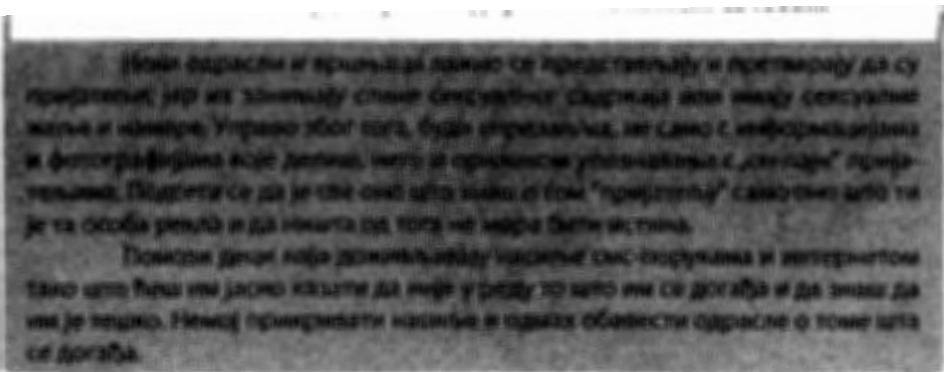 одрасли и вршњаци лажно се представљају и претварају да су
пријатељи, јер их занимају слике сексуалног садржаја или имају сексуалне
жеље и намере. Управо због тога, буди опрезан/на, не само с информацијама
и фотографијама које делиш, него и приликом упознавања с „онлајн“ прија-
тељима. Подсети се да је све оно што знаш о том "пријатељу" само оно што ти
је та особа рекла и да ништа од тога не мора бити истина.
Помози деци која доживљавају насиље смс-порукама и интернетом
тако што ћеш им јасно казати да није у реду то што им се догађа и да знаш да
им је тешко. Немој прикривати насиље и одмах обавести одрасле о томе шта
се догађа.